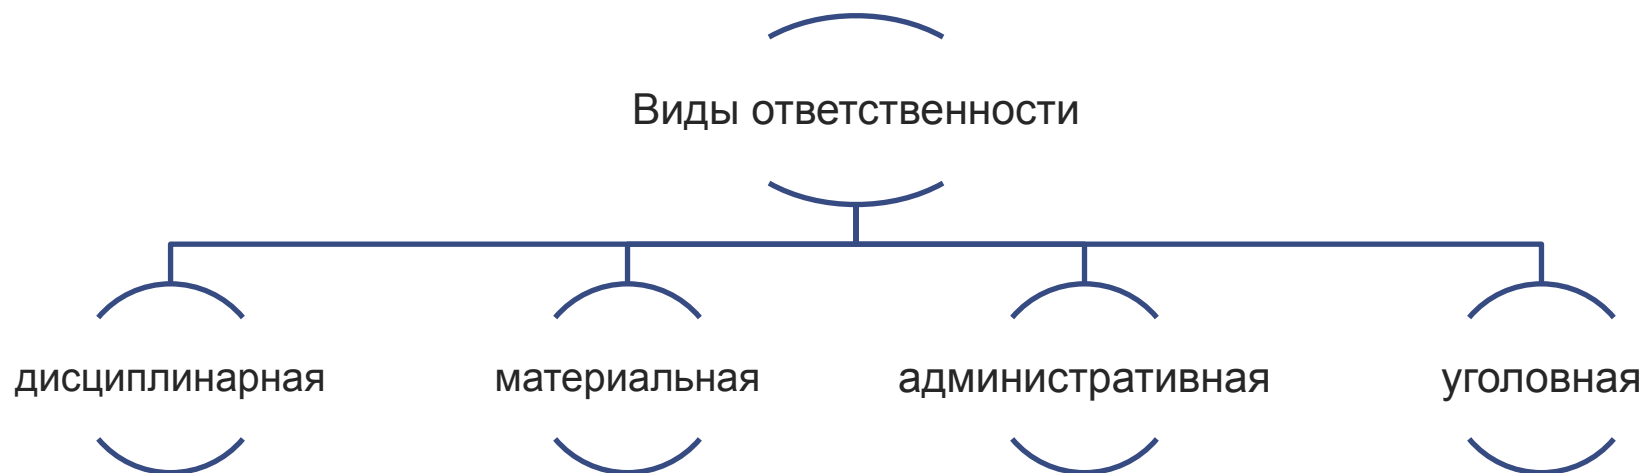 Виды ответственности
дисциплинарная
материальная
административная
уголовная